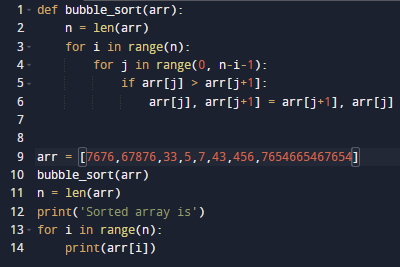 1 def bubble_sort(arr):
2     n = len(arr)
3     for i in range(n):
4         for j in range(0, n-i-1):
5             if arr[j] > arr[j+1]:
6                 arr[j], arr[j+1] = arr[j+1], arr[j]
7
8
9 arr = [7676,67876,33,5,7,43,456,7654665467654]
10 bubble_sort(arr)
11 n = len(arr)
12 print('Sorted array is')
13 for i in range(n):
14     print(arr[i])